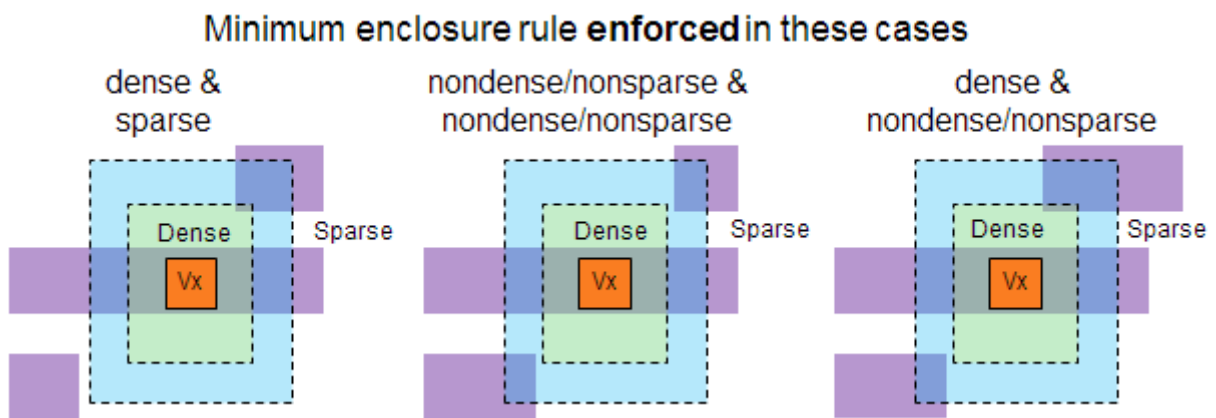 Minimum enclosure rule enforced in these cases
dense &
sparse
nondense/nonsparse &
nondense/nonsparse
dense &
nondense/nonsparse
Dense
Sparse
Vx
Dense
Sparse
Vx
Dense
Sparse
Vx